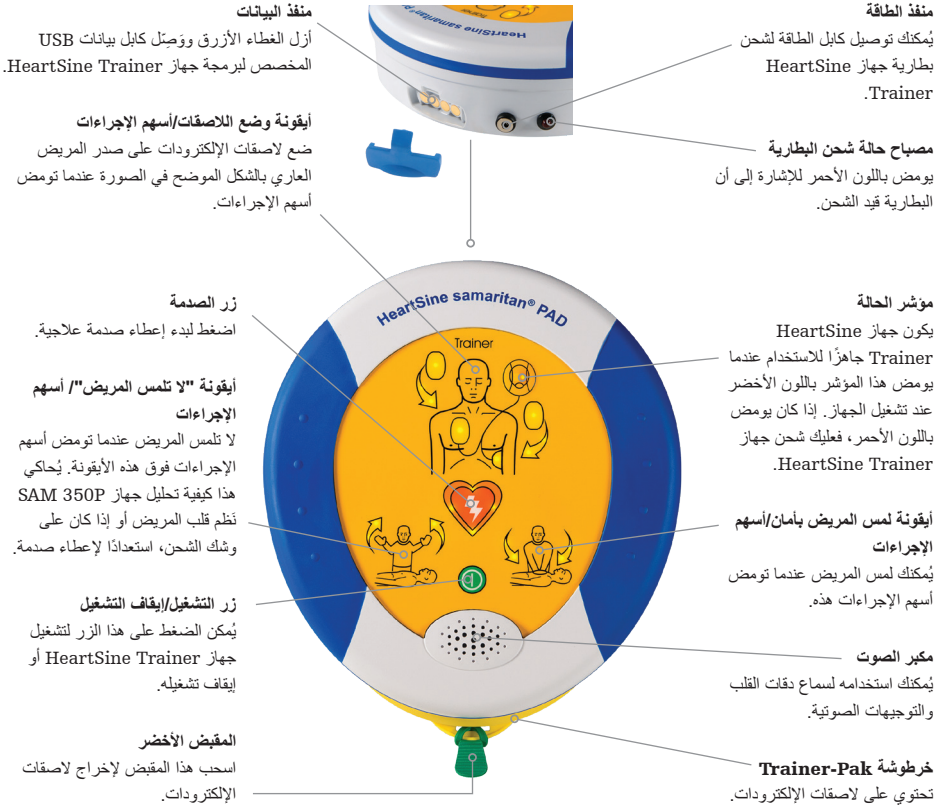 منفذ الطاقة
يُمكنك توصيل كابل الطاقة لشحن
بطارية جهاز HeartSine
Trainer.
مصباح حالة شحن البطارية
يومض باللون الأحمر للإشارة إلى أن
البطارية قيد الشحن.
منفذ البيانات
أزل الغطاء الأزرق ووَصِّل كابل بيانات USB
المخصص لبرمجة جهاز HeartSine Trainer.
أيقونة وضع اللاصقات/أسهم الإجراءات
ضع لاصقات الإلكترودات على صدر المريض
العاري بالشكل الموضح في الصورة عندما تومض
أسهم الإجراءات.
Trainer
HeartSine samaritan® P
HeartSine samaritan® PAD
Trainer
مؤشر الحالة
يكون جهاز HeartSine
Trainer جاهزًا للاستخدام عندما
يومض هذا المؤشر باللون الأخضر
عند تشغيل الجهاز. إذا كان يومض
باللون الأحمر، فعليك شحن جهاز
HeartSine Trainer.
أيقونة لمس المريض بأمان/أسهم
الإجراءات
يُمكنك لمس المريض عندما تومض
أسهم الإجراءات هذه.
مكبر الصوت
يُمكنك استخدامه لسماع دقات القلب
والتوجيهات الصوتية.
خرطوشة Trainer-Pak
تحتوي على لاصقات الإلكترودات.
زر الصدمة
اضغط لبدء إعطاء صدمة علاجية.
أيقونة "لا تلمس المريض"/ أسهم
الإجراءات
لا تلمس المريض عندما تومض أسهم
الإجراءات فوق هذه الأيقونة. يُحاكي
هذا كيفية تحليل جهاز SAM 350P
نَظم قلب المريض أو إذا كان على
وشك الشحن، استعدادًا لإعطاء صدمة.
زر التشغيل/إيقاف التشغيل
يُمكن الضغط على هذا الزر لتشغيل
جهاز HeartSine Trainer أو
إيقاف تشغيله.
المقبض الأخضر
اسحب هذا المقبض لإخراج لاصقات
الإلكترودات.